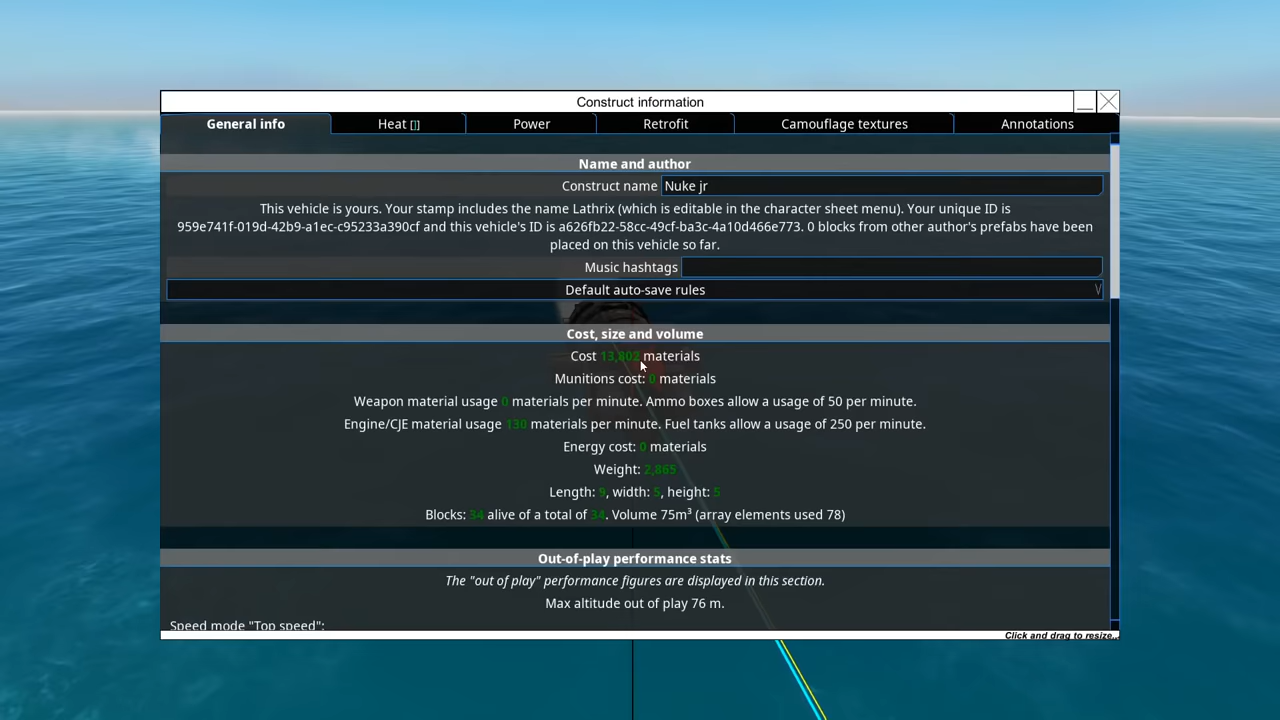 Construct information
General info
Heat []
Power
Retrofit
Camouflage textures
Annotations
Name and author
Construct name Nuke jr
This vehicle is yours. Your stamp includes the name Lathrix (which is editable in the character sheet menu). Your unique ID is
959e741f-019d-42b9-a1ec-c95233a390cf and this vehicle's ID is a626fb22-58cc-49cf-ba3c-4a10d466e773. 0 blocks from other author's prefabs have been
placed on this vehicle so far.
Music hashtags
Default auto-save rules
Cost, size and volume
Cost 13,802 materials
Munitions cost: 0 materials
Weapon material usage 0 materials per minute. Ammo boxes allow a usage of 50 per minute.
Engine/CJE material usage 130 materials per minute. Fuel tanks allow a usage of 250 per minute.
Energy cost: 0 materials
Weight: 2,865
Length: 9, width: 5, height: 5
Blocks: 34 alive of a total of 34. Volume 75m³ (array elements used 78)
Out-of-play performance stats
The "out of play" performance figures are displayed in this section.
Max altitude out of play 76 m.
Speed mode "Top speed":
Click and drag to resize..